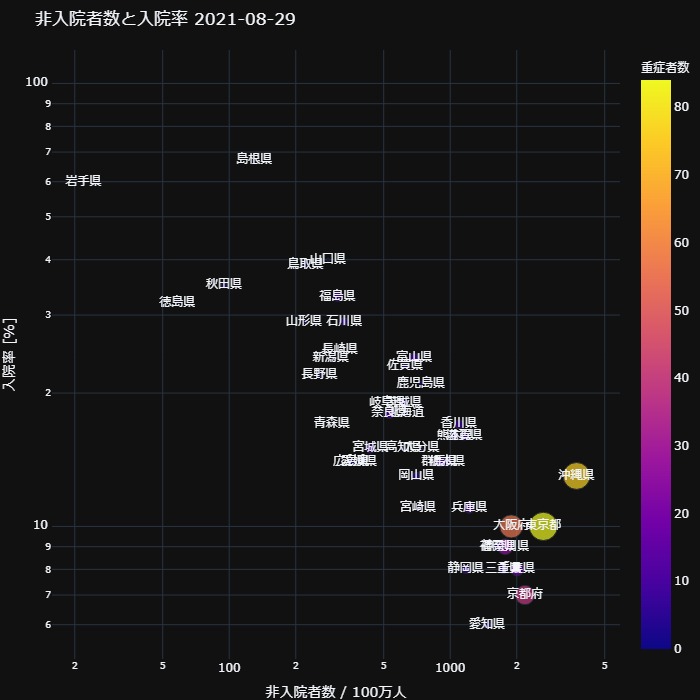 非入院者数と入院率 2021-08-29
重症者数
入院率 [%]
100
9
8
7
6
5
4
3
2
10
9
8
7
6
島根県
岩手県
山口県
鳥取県
秋田県
福島県
徳島県
山形県 石川県
長崎県
新潟県 富山県
佐賀県
長野県
鹿児島県
青森県 香川県
宮城県
岡山県
沖縄県
宮崎県 兵庫県
大阪府 東京都
静岡県 三重県 千葉県
京都府
愛知県
80
70
60
50
40
30
20
10
0
2 5 100 2 5 1000 2 5
非入院者数 / 100万人